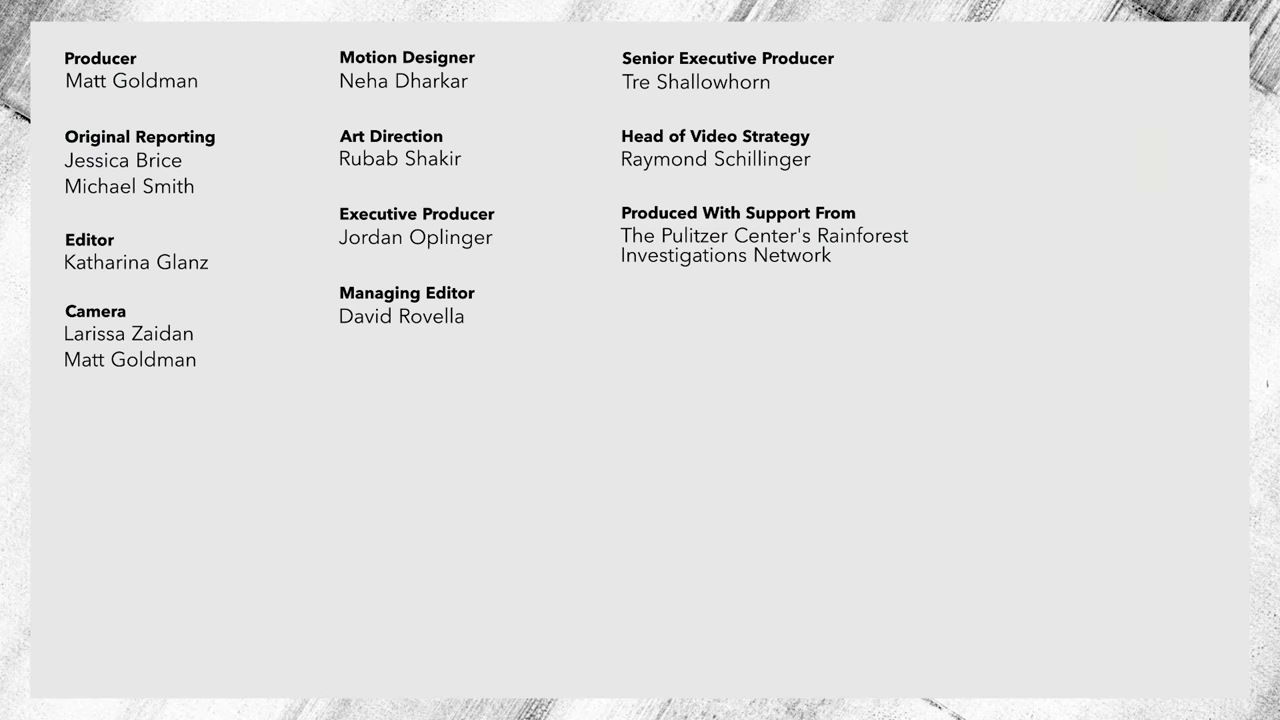 Producer
Matt Goldman
Original Reporting
Jessica Brice
Michael Smith
Editor
Katharina Glanz
Camera
Larissa Zaidan
Matt Goldman
Motion Designer
Neha Dharkar
Art Direction
Rubab Shakir
Executive Producer
Jordan Oplinger
Managing Editor
David Rovella
Senior Executive Producer
Tre Shallowhorn
Head of Video Strategy
Raymond Schillinger
Produced With Support From
The Pulitzer Center's Rainforest
Investigations Network